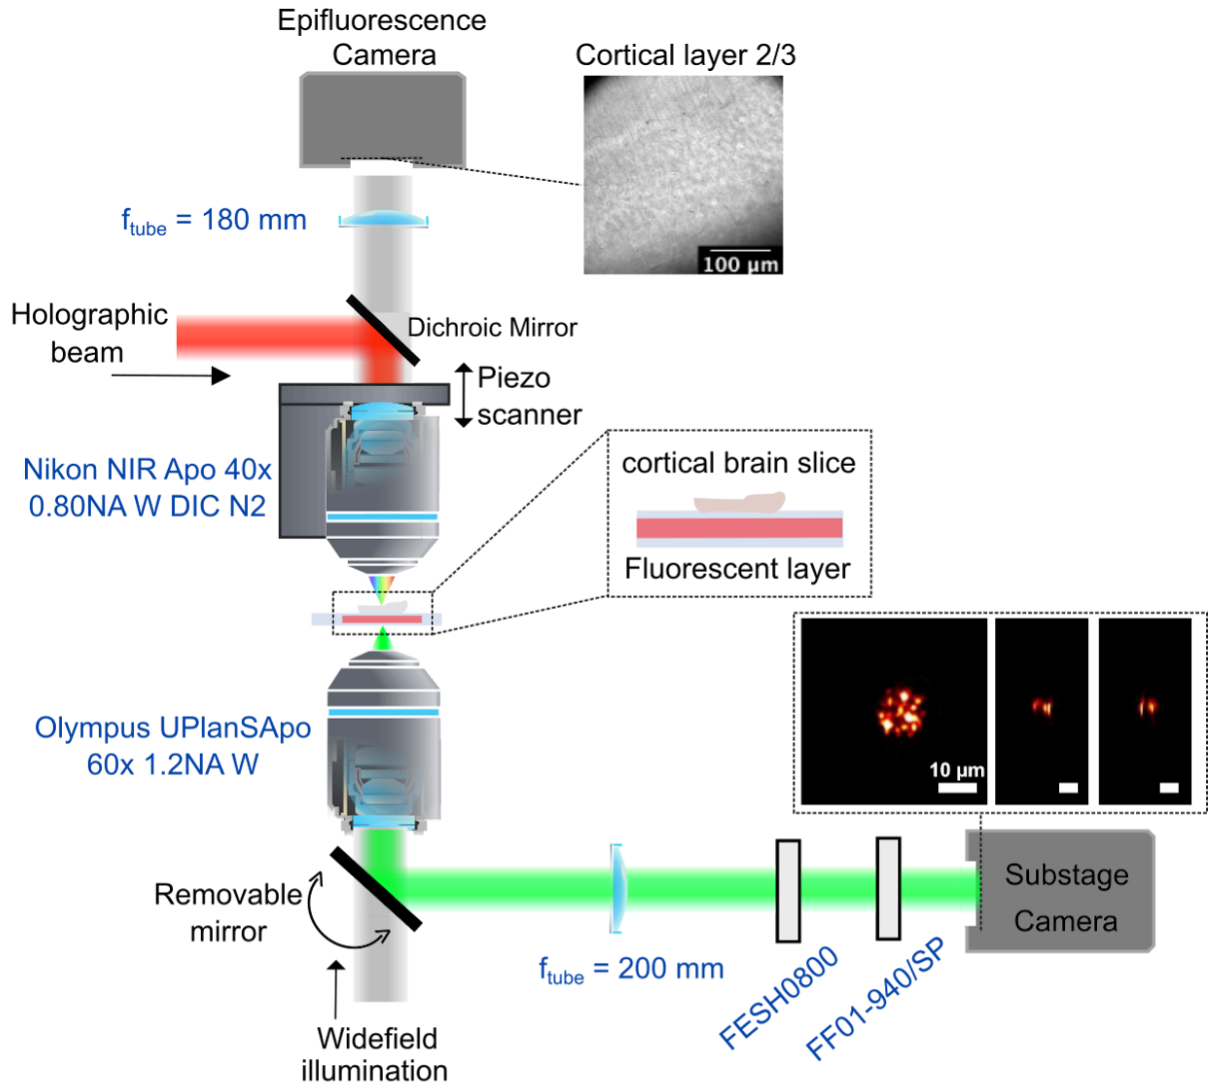 Epifluorescence
Camera
Cortical layer 2/3
100 µm
f_tube = 180 mm
Holographic
beam
Dichroic Mirror
Piezo
scanner
Nikon NIR Apo 40x
0.80NA W DIC N2
cortical brain slice
Fluorescent layer
Olympus UPlanSApo
60x 1.2NA W
10 µm
Removable
mirror
Substage
Camera
f_tube = 200 mm
FESH0800
FF01-940/SP
Widefield
illumination